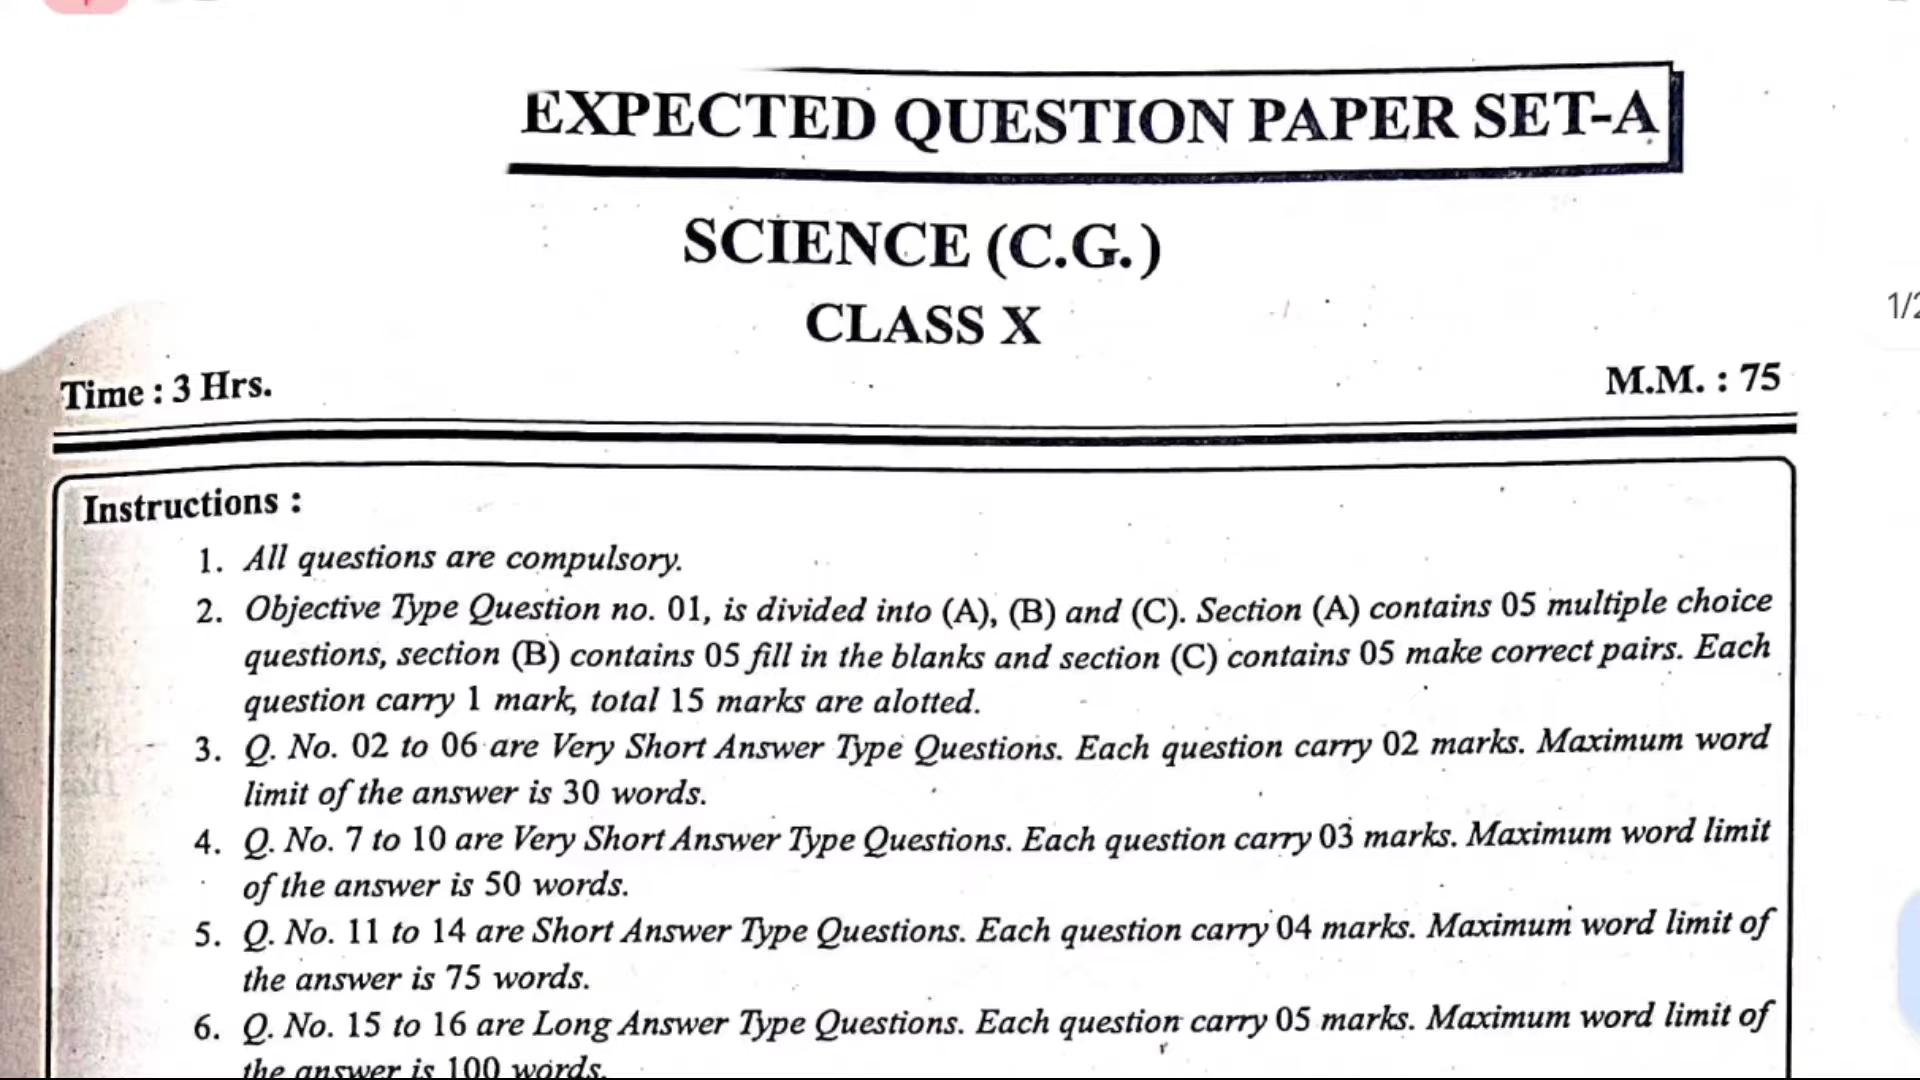 EXPECTED QUESTION PAPER SET-A
SCIENCE (C.G.)
CLASS X
1/2
Time : 3 Hrs.
M.M. : 75
Instructions :
1. All questions are compulsory.
2. Objective Type Question no. 01, is divided into (A), (B) and (C). Section (A) contains 05 multiple choice
questions, section (B) contains 05 fill in the blanks and section (C) contains 05 make correct pairs. Each
question carry 1 mark, total 15 marks are alotted.
3. Q. No. 02 to 06 are Very Short Answer Type Questions. Each question carry 02 marks. Maximum word
limit of the answer is 30 words.
4. Q. No. 7 to 10 are Very Short Answer Type Questions. Each question carry 03 marks. Maximum word limit
of the answer is 50 words.
5. Q. No. 11 to 14 are Short Answer Type Questions. Each question carry 04 marks. Maximum word limit of
the answer is 75 words.
6. Q. No. 15 to 16 are Long Answer Type Questions. Each question carry 05 marks. Maximum word limit of
the answer is 100 words.